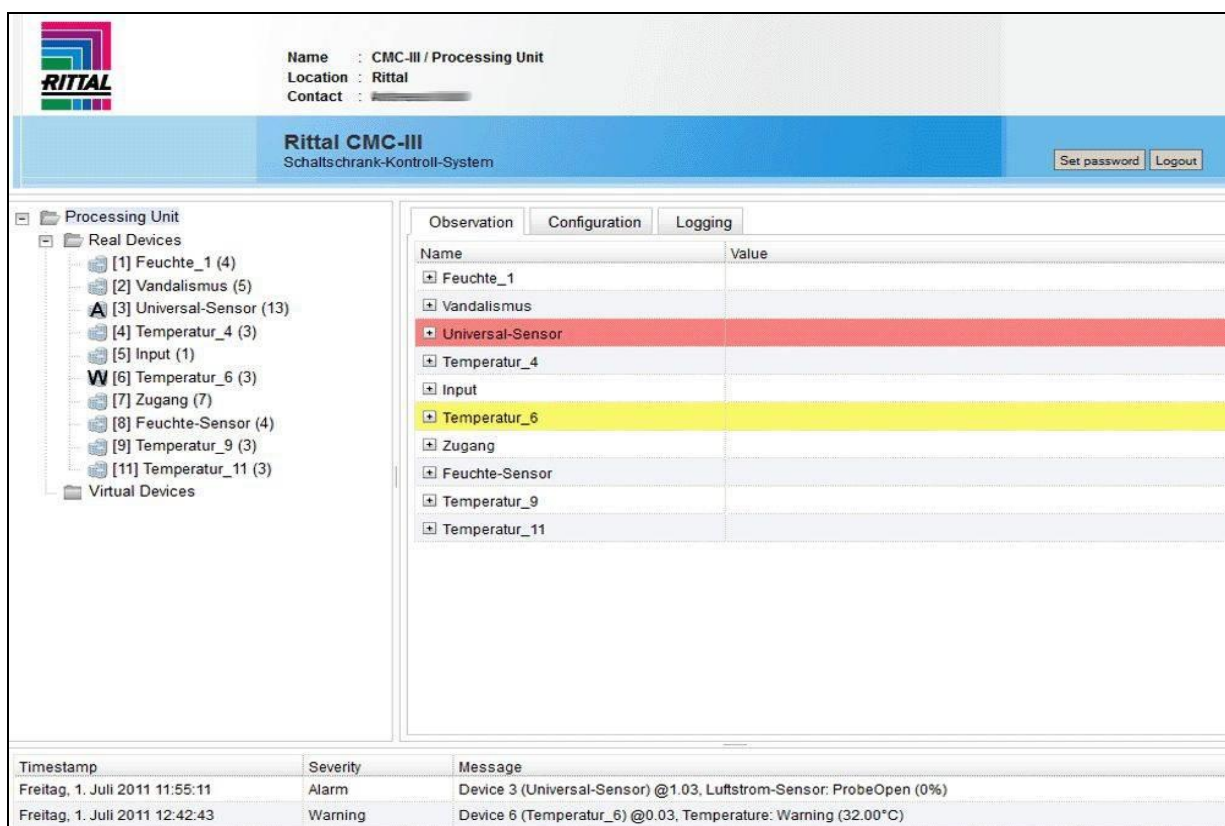 RITTAL
Name : CMC-III / Processing Unit
Location : Rittal
Contact :
Rittal CMC-III
Schaltschrank-Kontroll-System
Set password Logout
Processing Unit
Real Devices
[1] Feuchte_1 (4)
[2] Vandalismus (5)
A [3] Universal-Sensor (13)
[4] Temperatur_4 (3)
[5] Input (1)
W [6] Temperatur_6 (3)
[7] Zugang (7)
[8] Feuchte-Sensor (4)
[9] Temperatur_9 (3)
[11] Temperatur_11 (3)
Virtual Devices
Observation Configuration Logging
Name Value
Feuchte_1
Vandalismus
Universal-Sensor
Temperatur_4
Input
Temperatur_6
Zugang
Feuchte-Sensor
Temperatur_9
Temperatur_11
Timestamp Severity Message
Freitag, 1. Juli 2011 11:55:11 Alarm Device 3 (Universal-Sensor) @1.03, Luftstrom-Sensor: ProbeOpen (0%)
Freitag, 1. Juli 2011 12:42:43 Warning Device 6 (Temperatur_6) @0.03, Temperature: Warning (32.00°C)